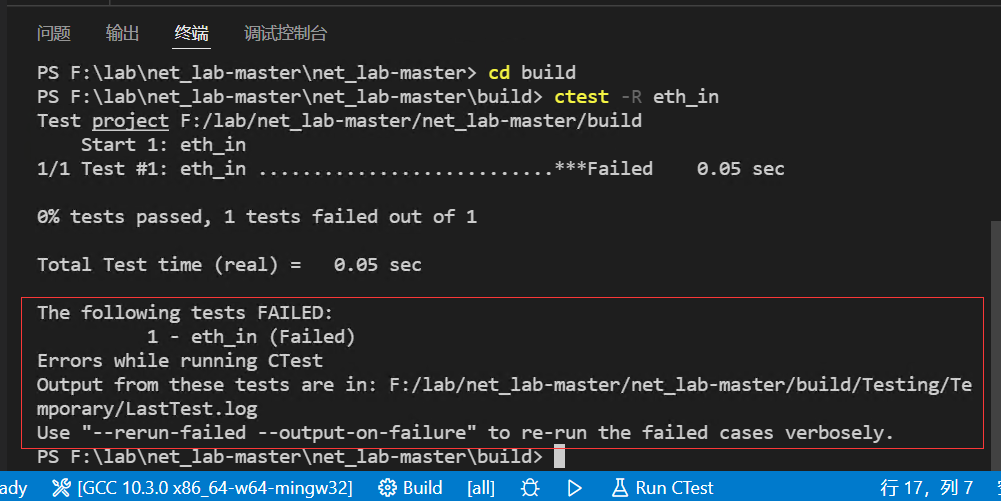 问题 输出 终端 调试控制台
PS F:\lab\net_lab-master\net_lab-master> cd build
PS F:\lab\net_lab-master\net_lab-master\build> ctest -R eth_in
Test project F:/lab/net_lab-master/net_lab-master/build
    Start 1: eth_in
1/1 Test #1: eth_in ...........................***Failed    0.05 sec
0% tests passed, 1 tests failed out of 1
Total Test time (real) =   0.05 sec
The following tests FAILED:
          1 - eth_in (Failed)
Errors while running CTest
Output from these tests are in: F:/lab/net_lab-master/net_lab-master/build/Testing/Te
mporary/LastTest.log
Use "--rerun-failed --output-on-failure" to re-run the failed cases verbosely.
PS F:\lab\net_lab-master\net_lab-master\build>
ady [GCC 10.3.0 x86_64-w64-mingw32] Build [all] Run CTest 行 17，列 7